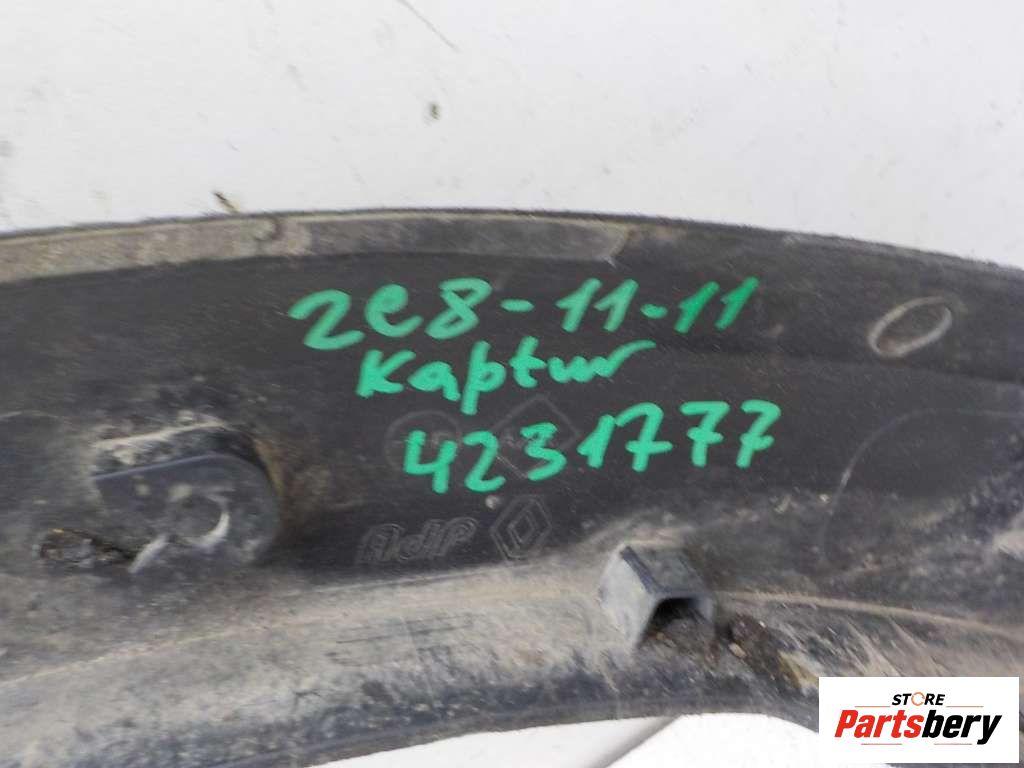 2e8-11-11
Kaptur
4231777
STORE
Partsbery